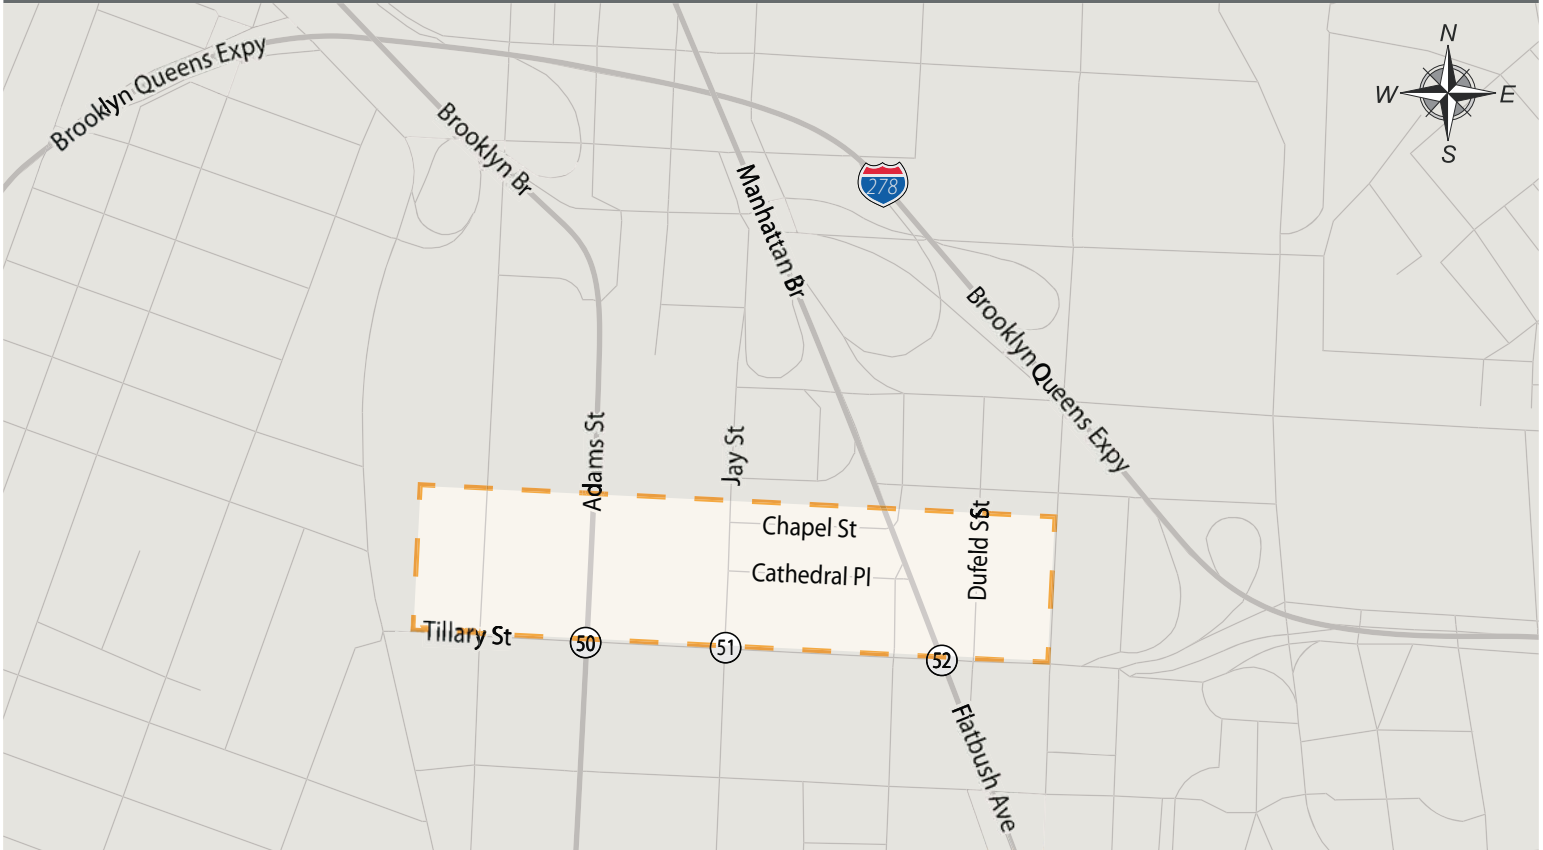 N
Brooklyn Queens Expy
W
E
Brooklyn Br
S
Manhattan Br
278
Brooklyn Queens Expy
Adams St
Jay St
Chapel St
Dufeld SSt
Cathedral Pl
Tillary St
50
51
52
Flatbush Ave